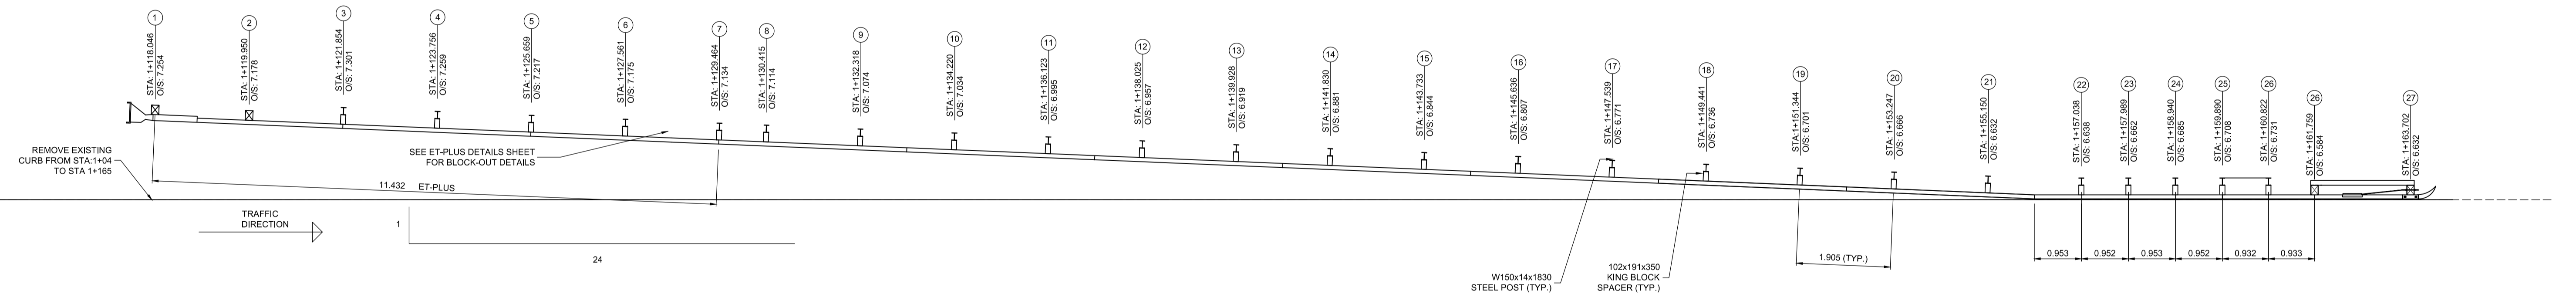 1
STA: 1+118.046
O/S: 7.254
2
STA: 1+119.950
O/S: 7.178
3
STA: 1+121.854
O/S: 7.301
4
STA: 1+123.756
O/S: 7.259
5
STA: 1+125.659
O/S: 7.217
6
STA: 1+127.561
O/S: 7.175
7
STA: 1+129.464
O/S: 7.134
8
STA: 1+130.415
O/S: 7.114
9
STA: 1+132.318
O/S: 7.074
10
STA: 1+134.220
O/S: 7.034
11
STA: 1+136.123
O/S: 6.995
12
STA: 1+138.025
O/S: 6.957
13
STA: 1+139.928
O/S: 6.919
14
STA: 1+141.830
O/S: 6.881
15
STA: 1+143.733
O/S: 6.844
16
STA: 1+145.636
O/S: 6.807
17
STA: 1+147.539
O/S: 6.771
18
STA: 1+149.441
O/S: 6.736
19
STA:1+151.344
O/S: 6.701
20
STA: 1+153.247
O/S: 6.666
21
STA: 1+155.150
O/S: 6.632
22
STA: 1+157.038
O/S: 6.638
23
STA: 1+157.989
O/S: 6.662
24
STA: 1+158.940
O/S: 6.685
25
STA: 1+159.890
O/S: 6.708
26
STA: 1+160.822
O/S: 6.731
26
STA: 1+161,759
O/S: 6.584
27
STA: 1+163.702
O/S: 6.632
REMOVE EXISTING
CURB FROM STA:1+04
TO STA 1+165
SEE ET-PLUS DETAILS SHEET
FOR BLOCK-OUT DETAILS
11.432 ET-PLUS
TRAFFIC
DIRECTION
1
24
W150x14x1830
STEEL POST (TYP.)
102x191x350
KING BLOCK
SPACER (TYP.)
1.905 (TYP.)
0.953
0.952
0.953
0.952
0.932
0.933